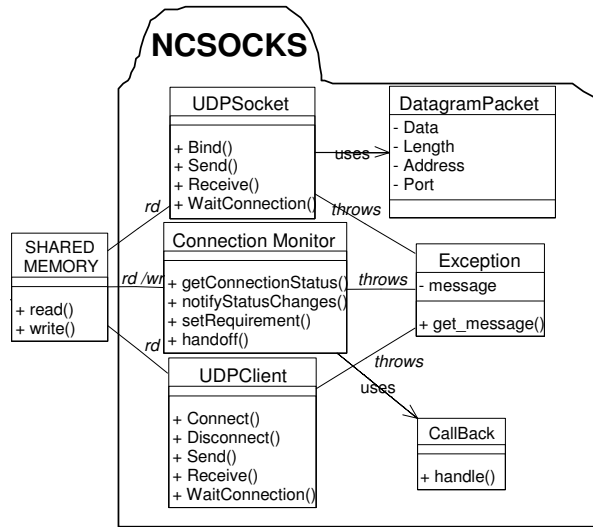 NCSOCKS
UDPSocket
+ Bind()
+ Send()
+ Receive()
+ WaitConnection()
uses
DatagramPacket
- Data
- Length
- Address
- Port
rd
throws
SHARED
MEMORY
+ read()
+ write()
rd /wr
Connection Monitor
+ getConnectionStatus()
+ notifyStatusChanges()
+ setRequirement()
+ handoff()
throws
Exception
- message
+ get_message()
rd
throws
uses
UDPClient
+ Connect()
+ Disconnect()
+ Send()
+ Receive()
+ WaitConnection()
CallBack
+ handle()